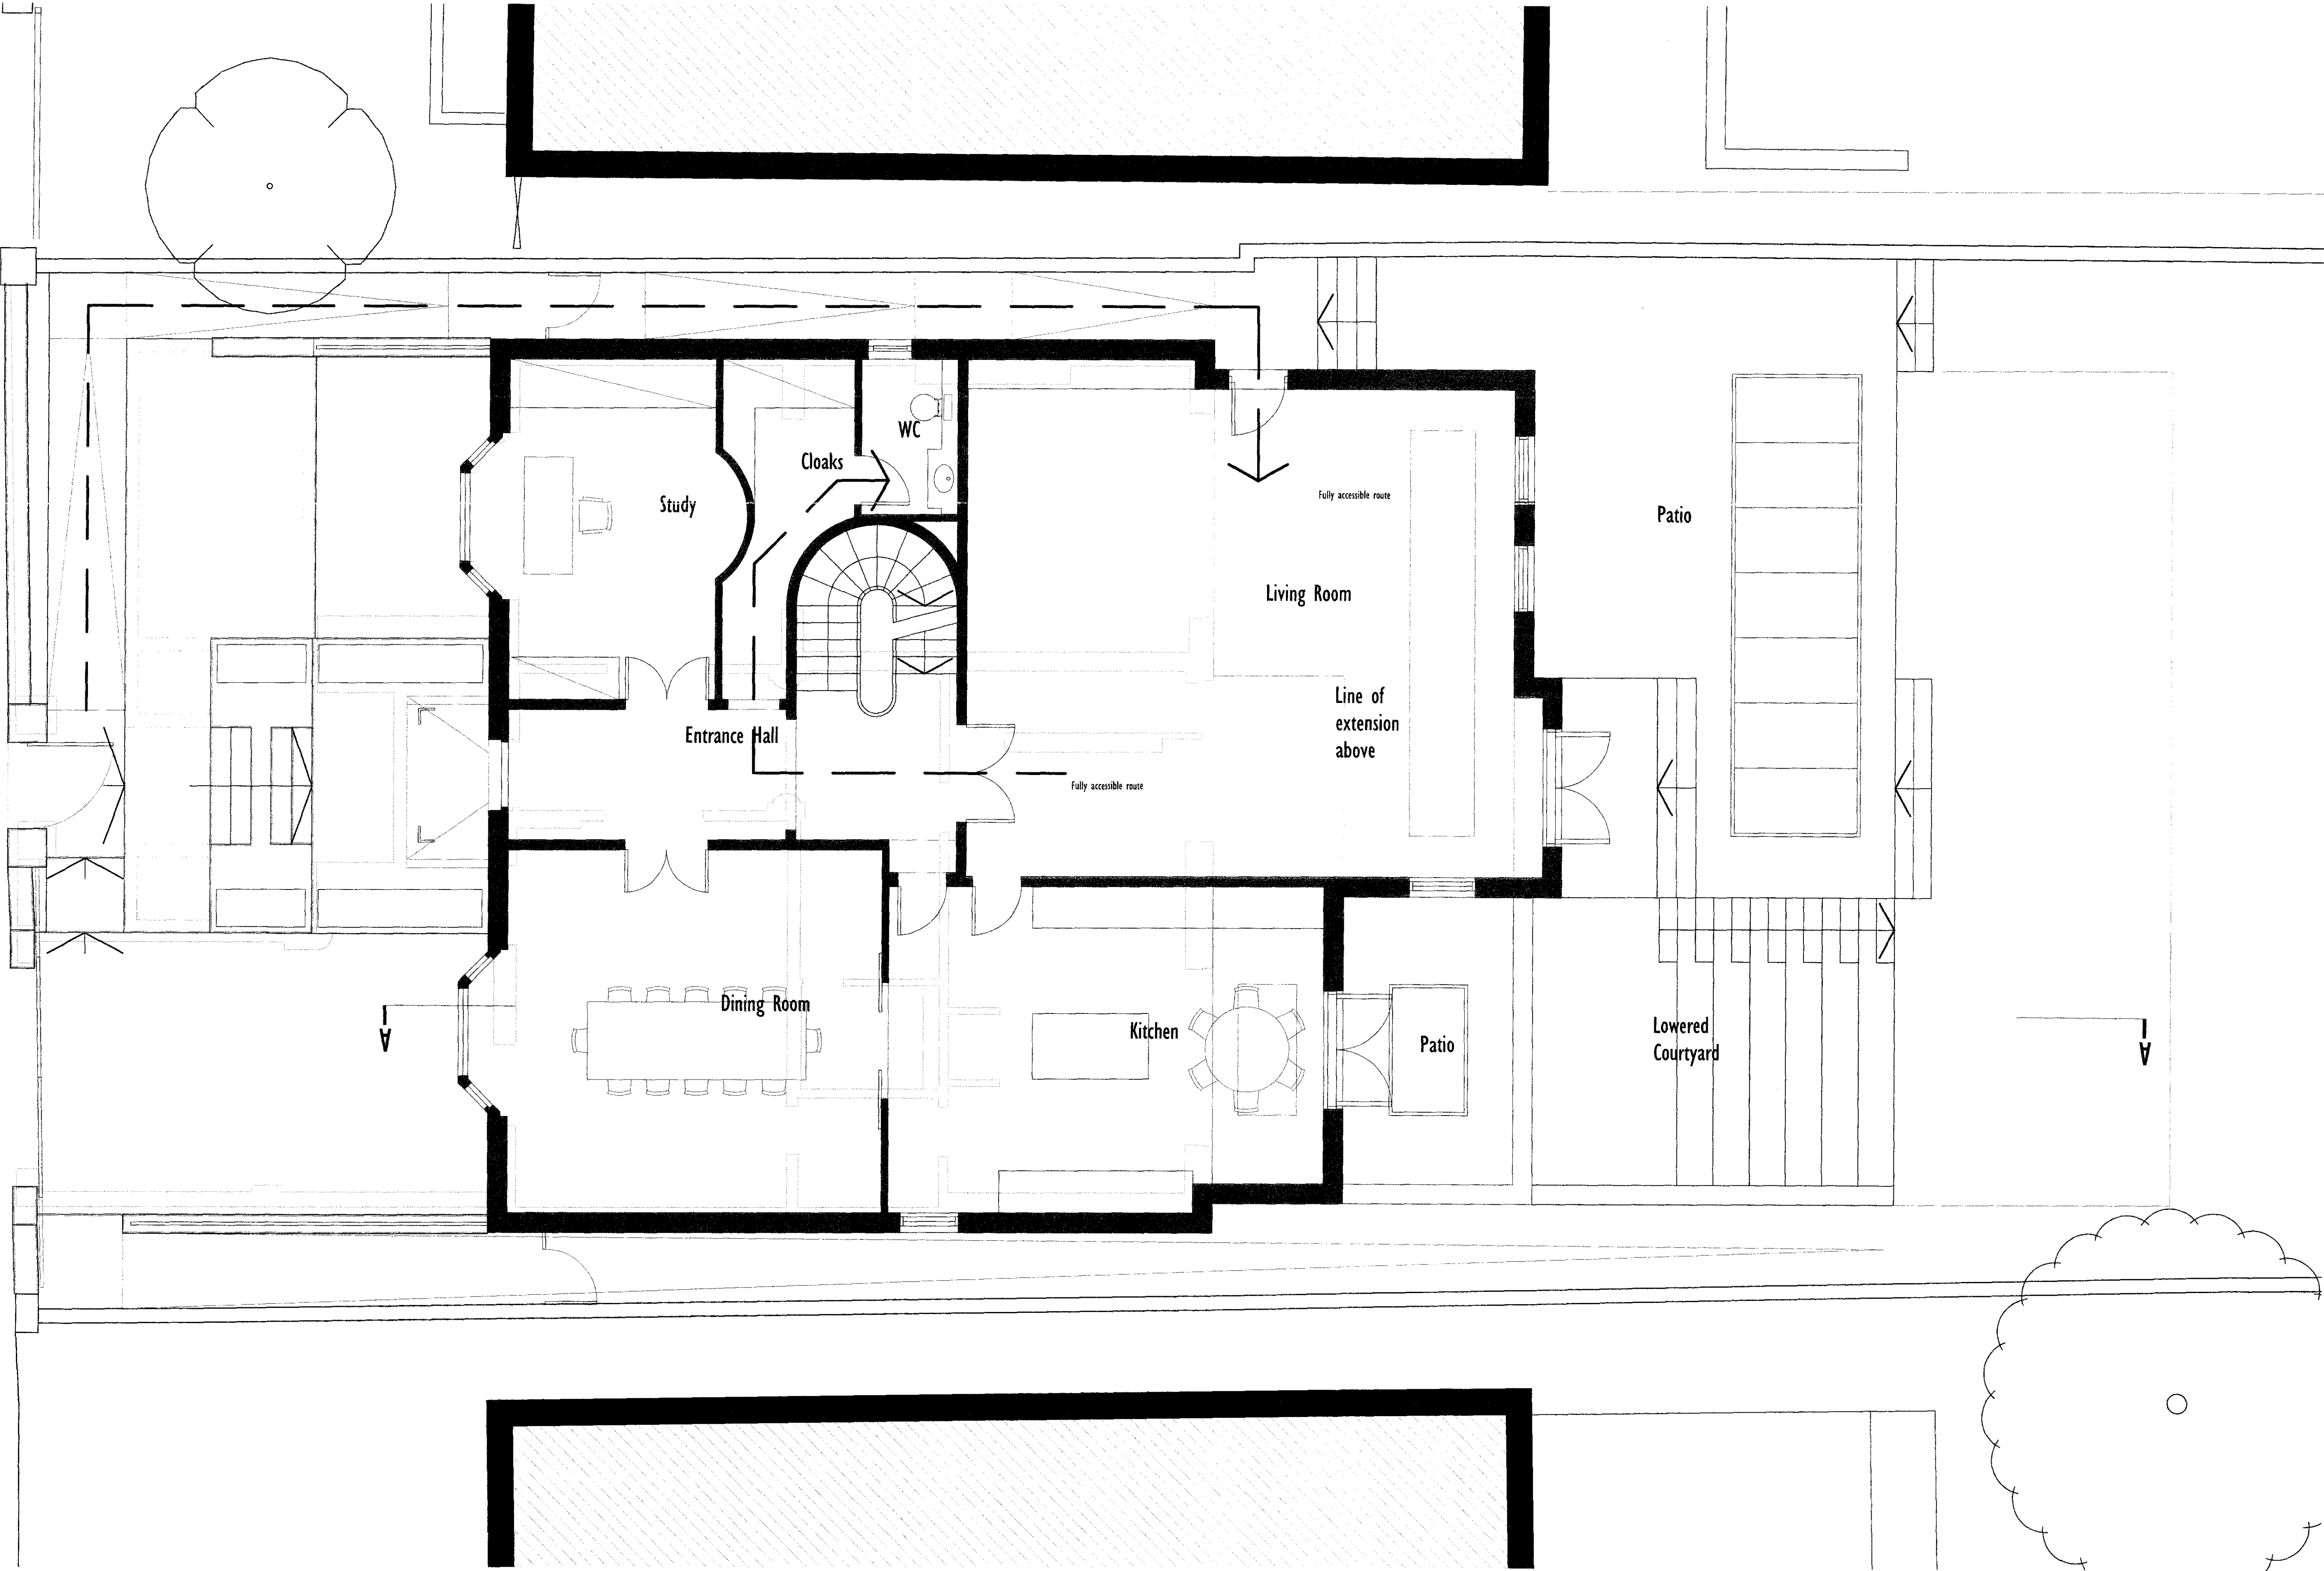 WC
Cloaks
Study
Fully accessible route
Patio
Living Room
Line of
extension
above
Entrance Hall
Fully accessible route
Dining Room
Kitchen
Patio
Lowered
Courtyard
A
A